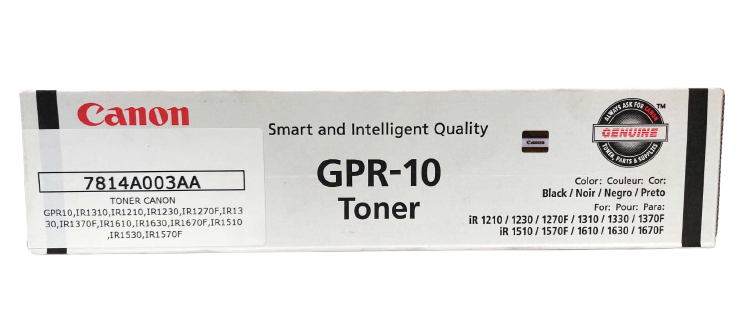 Canon
7814A003AA
TONER CANON
GPR10,IR1310,IR1210,IR1230,IR1270F,IR13
30,IR1370F,IR1610,IR1630,IR1670F,IR1510
,IR1530,IR1570F
Smart and Intelligent Quality
GPR-10
Toner
Canon
ALWAYS ASK FOR CANON
GENUINE
TONER, PARTS & SUPPLIES
TM
Color: Couleur: Cor:
Black / Noir / Negro / Preto
For: Pour: Para:
iR 1210 / 1230 / 1270F / 1310 / 1330 / 1370F
iR 1510 / 1570F / 1610 / 1630 / 1670F